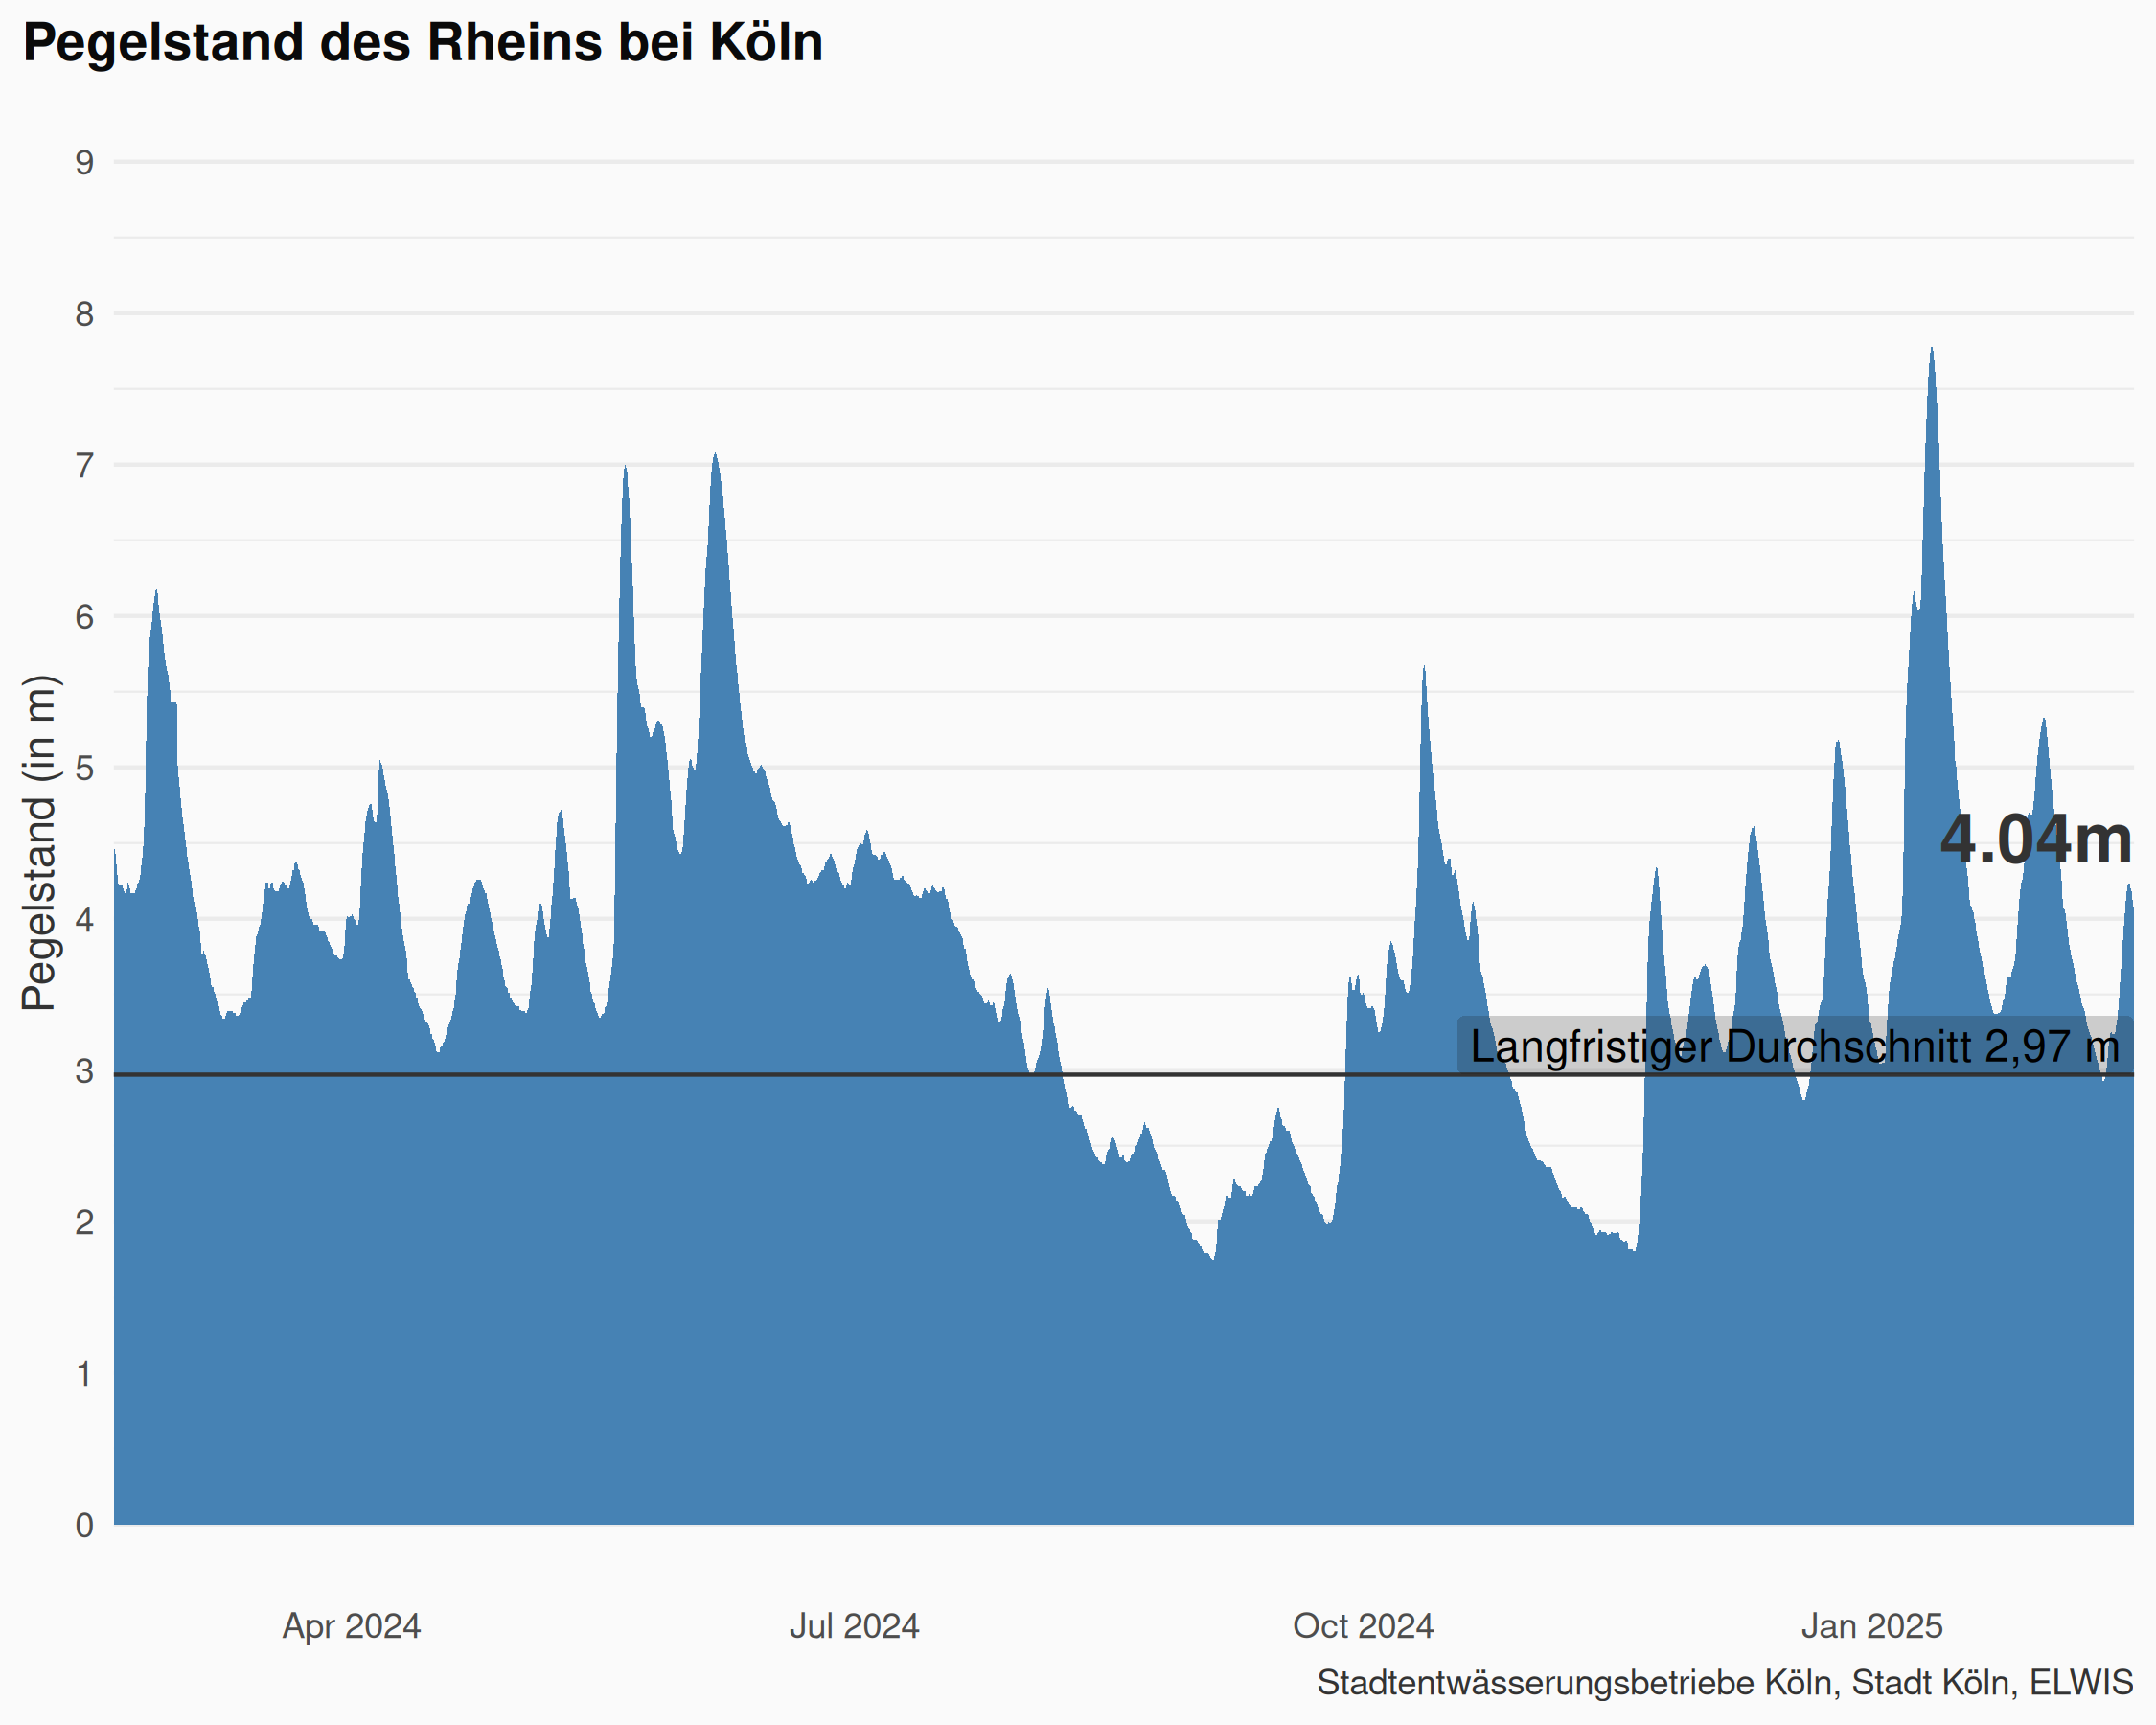 Pegelstand des Rheins bei Köln
Pegelstand (in m)
9
8
7
6
5
4
3
2
1
0
4.04m
Langfristiger Durchschnitt 2,97 m
Apr 2024
Jul 2024
Oct 2024
Jan 2025
Stadtentwässerungsbetriebe Köln, Stadt Köln, ELWIS